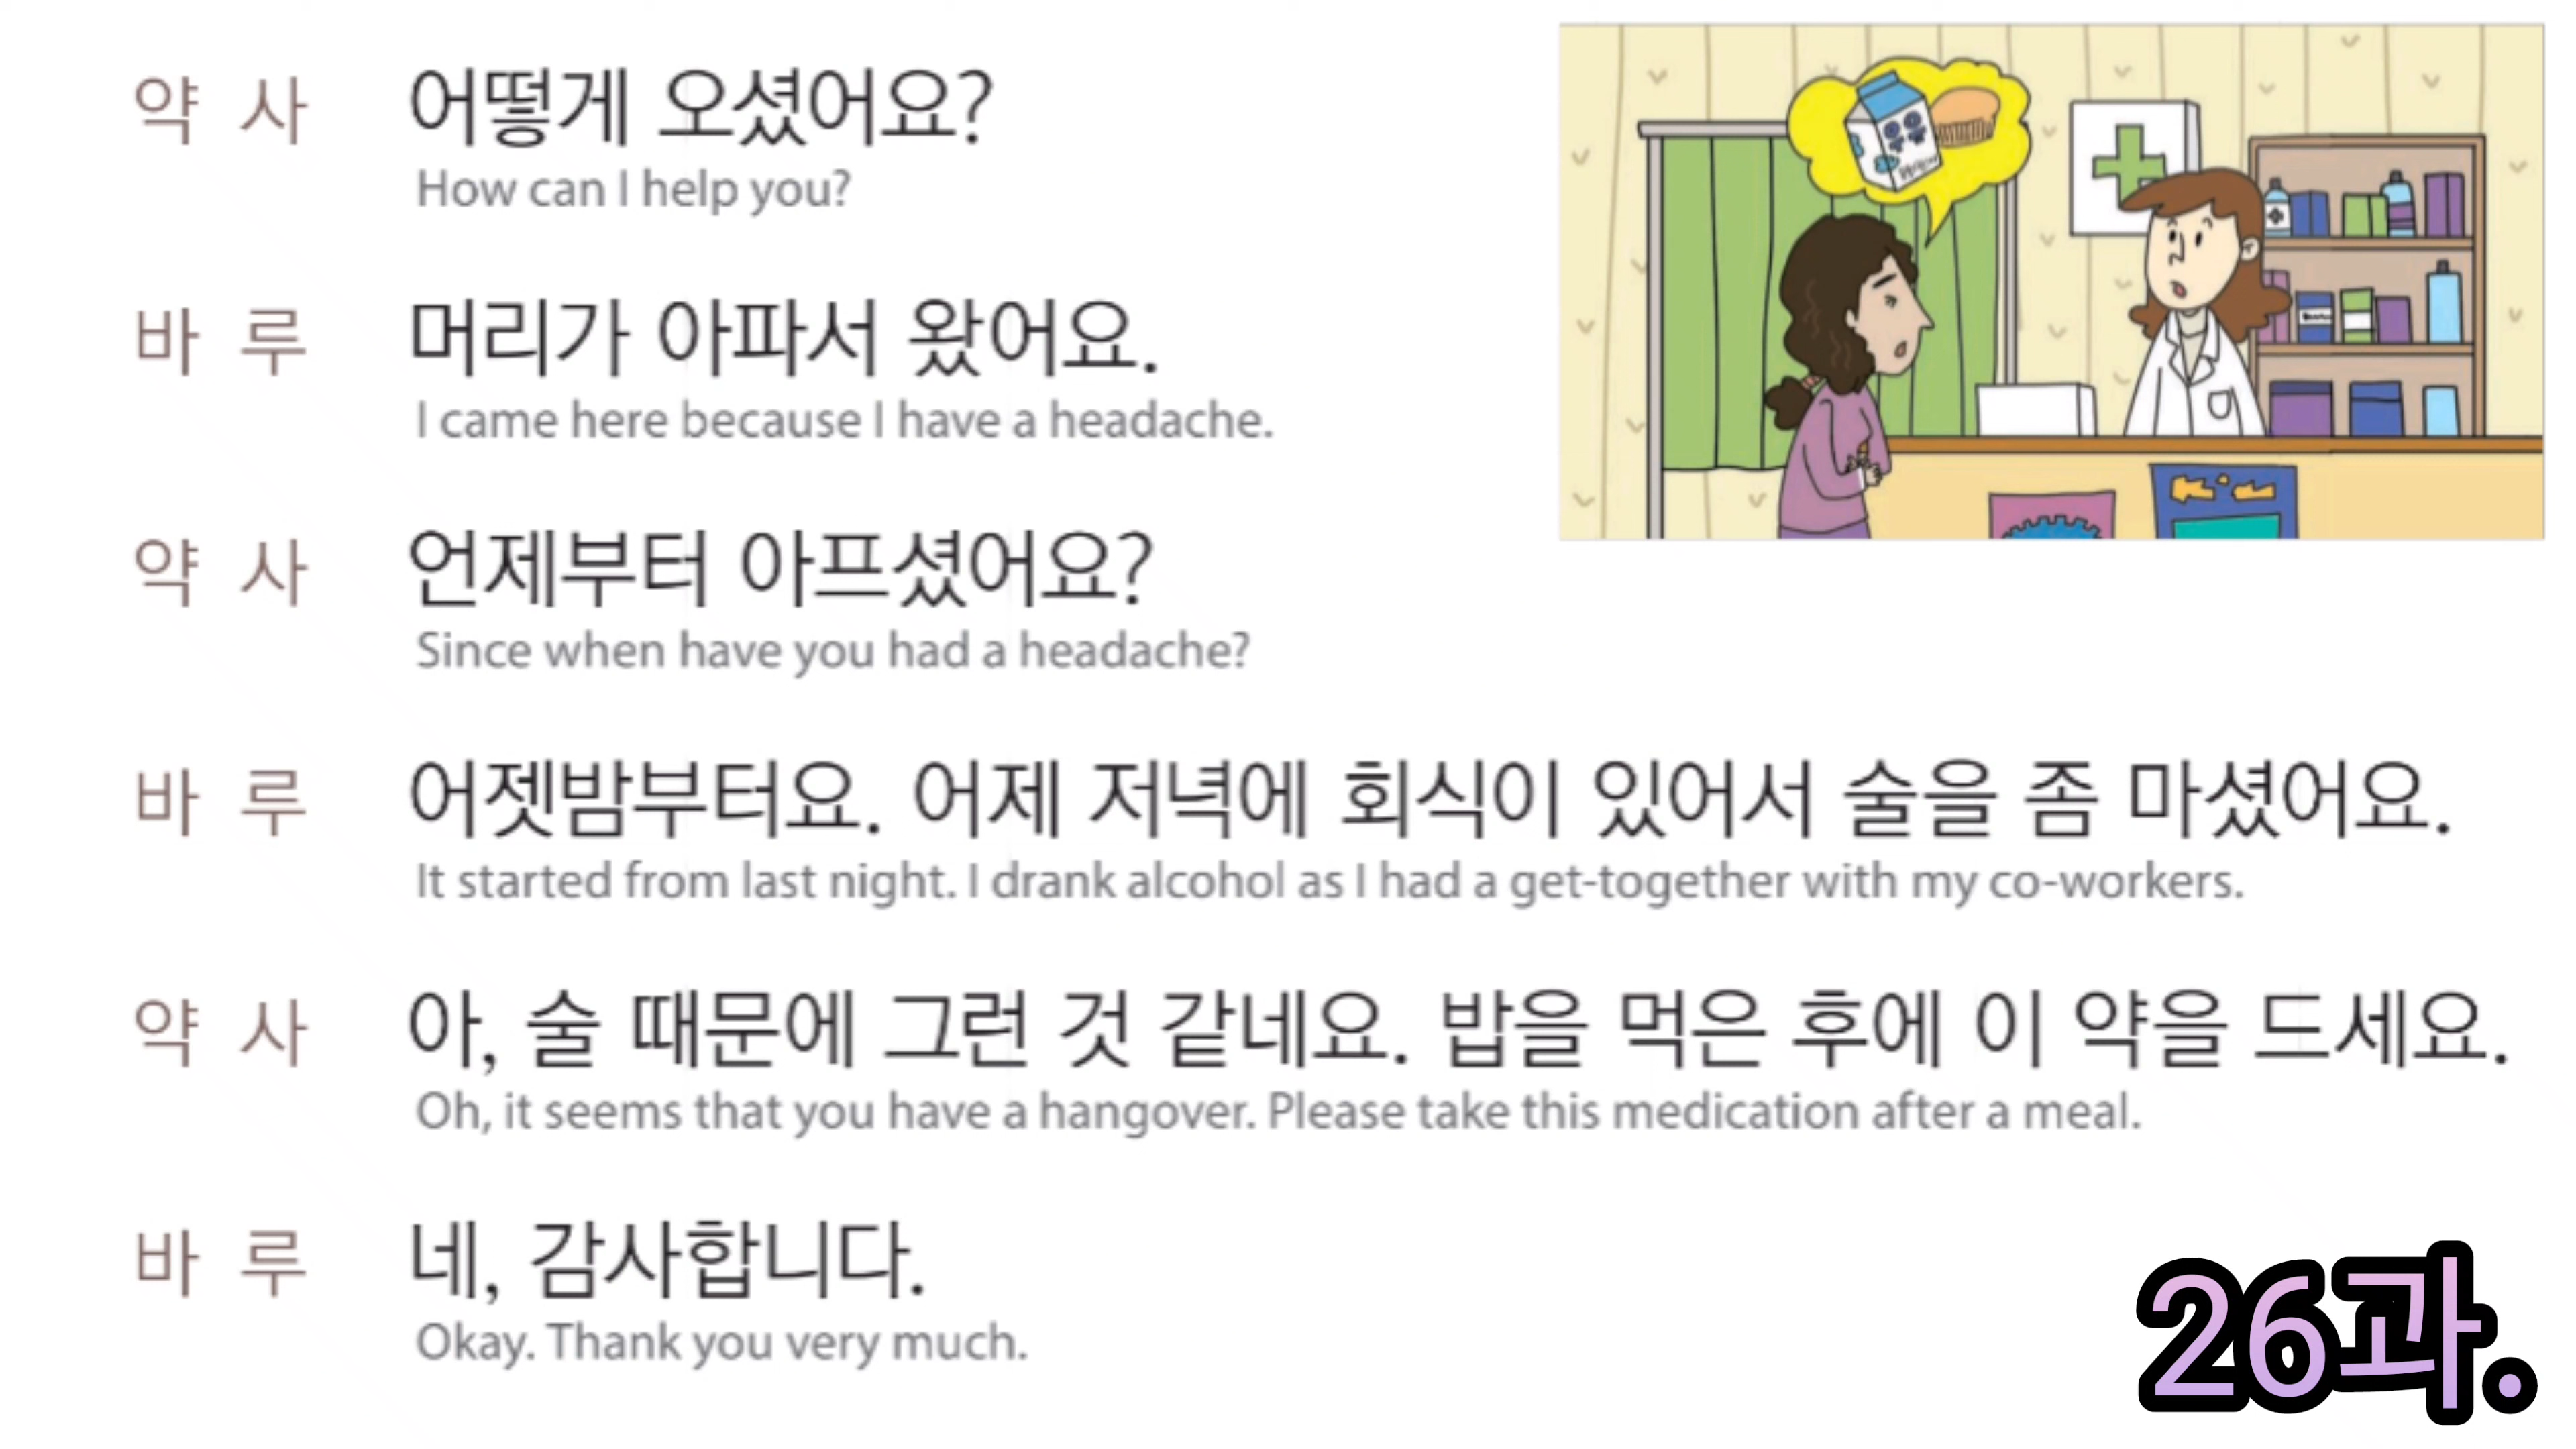 약 사 어떻게 오셨어요?
How can I help you?
바 루 머리가 아파서 왔어요.
I came here because I have a headache.
약 사 언제부터 아프셨어요?
Since when have you had a headache?
바 루 어젯밤부터요. 어제 저녁에 회식이 있어서 술을 좀 마셨어요.
It started from last night. I drank alcohol as I had a get-together with my co-workers.
약 사 아, 술 때문에 그런 것 같네요. 밥을 먹은 후에 이 약을 드세요.
Oh, it seems that you have a hangover. Please take this medication after a meal.
바 루 네, 감사합니다.
Okay. Thank you very much.
우유
26과.